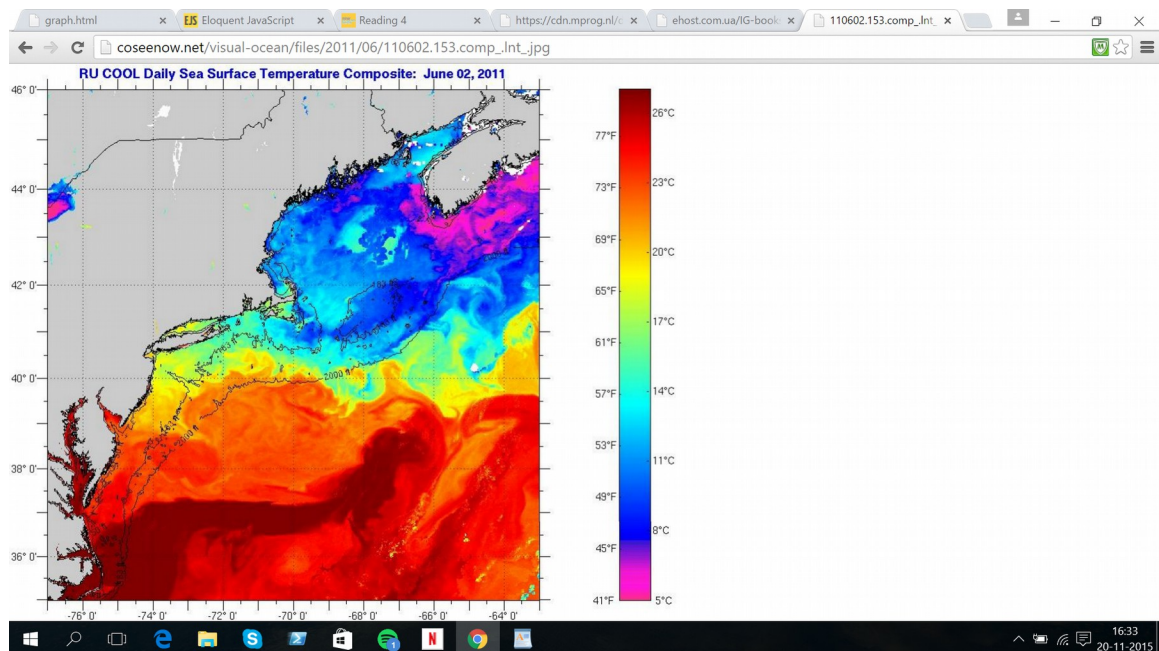 graph.html
EJS Eloquent JavaScript
Reading 4
https://cdn.mprog.nl/
ehost.com.ua/IG-book
110602.153.comp_.lnt_
coseenow.net/visual-ocean/files/2011/06/110602.153.comp_.lnt_.jpg
RU COOL Daily Sea Surface Temperature Composite: June 02, 2011
46° 0'
44° 0'
42° 0'
40° 0'
38° 0'
36° 0'
-76° 0'
-74° 0'
-72° 0'
-70° 0'
-68° 0'
-66° 0'
-64° 0'
2000 ft
2000 ft
77°F
73°F
69°F
65°F
61°F
57°F
53°F
49°F
45°F
41°F
26°C
23°C
20°C
17°C
14°C
11°C
8°C
5°C
16:33
20-11-2015